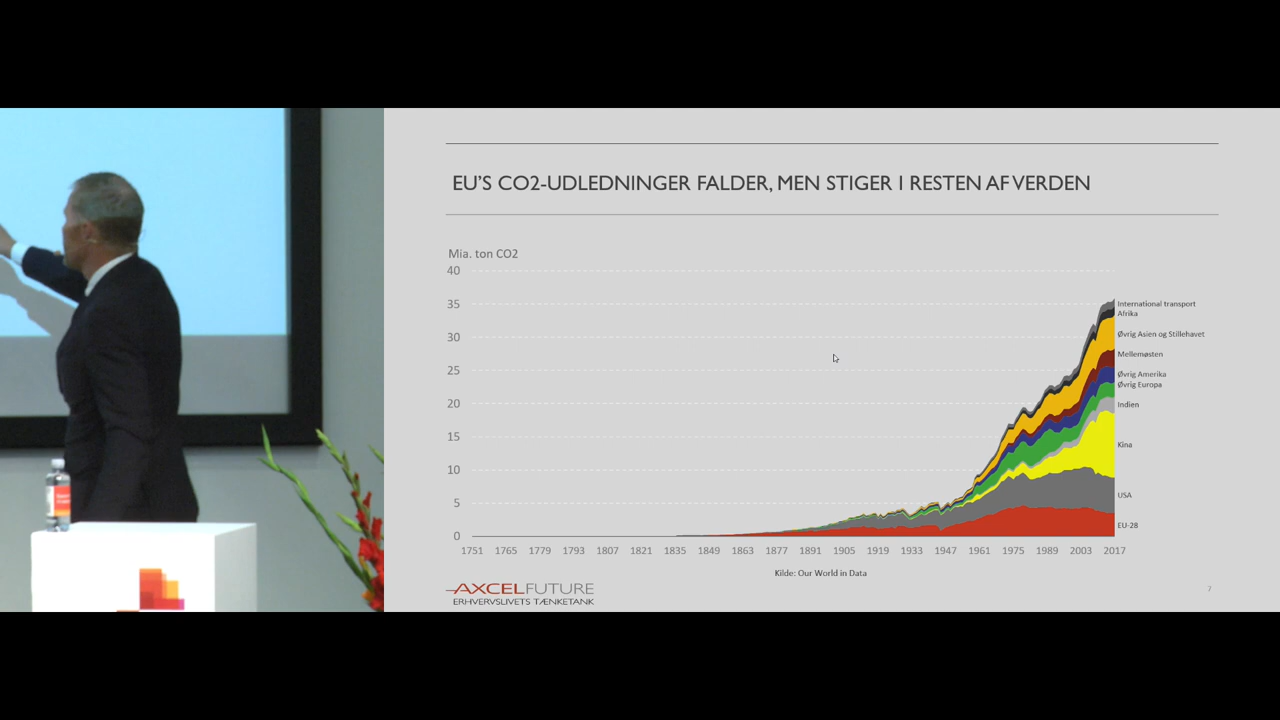 EU'S CO2-UDLEDNINGER FALDER, MEN STIGER I RESTEN AF VERDEN
Mia. ton CO2
40
35
30
25
20
15
10
5
0
International transport
Afrika
Øvrig Asien og Stillehavet
Mellemøsten
Øvrig Amerika
Øvrig Europa
Indien
Kina
USA
EU-28
1751 1765 1779 1793 1807 1821 1835 1849 1863 1877 1891 1905 1919 1933 1947 1961 1975 1989 2003 2017
Kilde: Our World in Data
AXCELFUTURE
ERHVERVSLIVETS TÆNKETANK
7